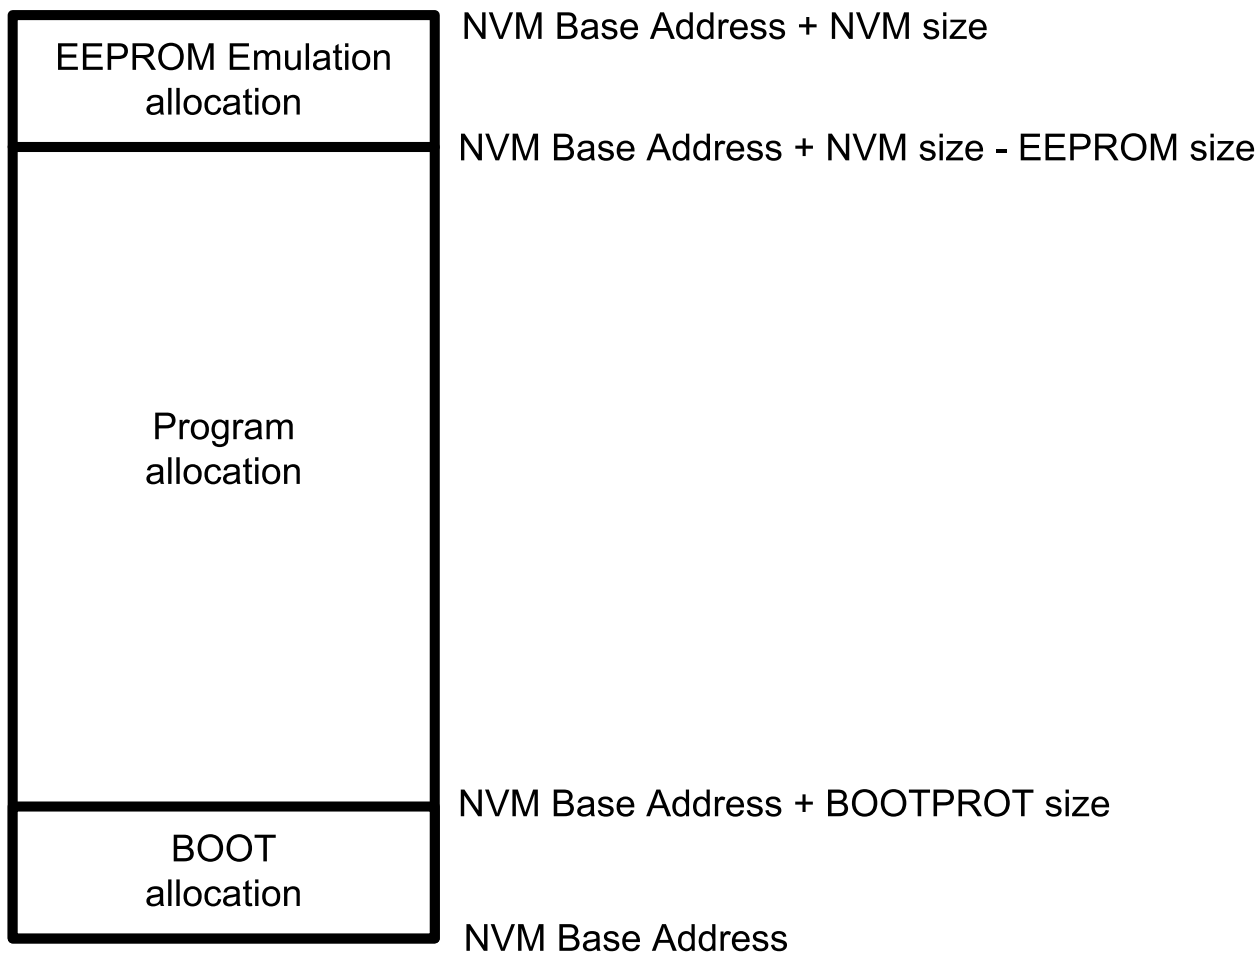 NVM Base Address + NVM size
EEPROM Emulation
allocation
NVM Base Address + NVM size - EEPROM size
Program
allocation
NVM Base Address + BOOTPROT size
BOOT
allocation
NVM Base Address